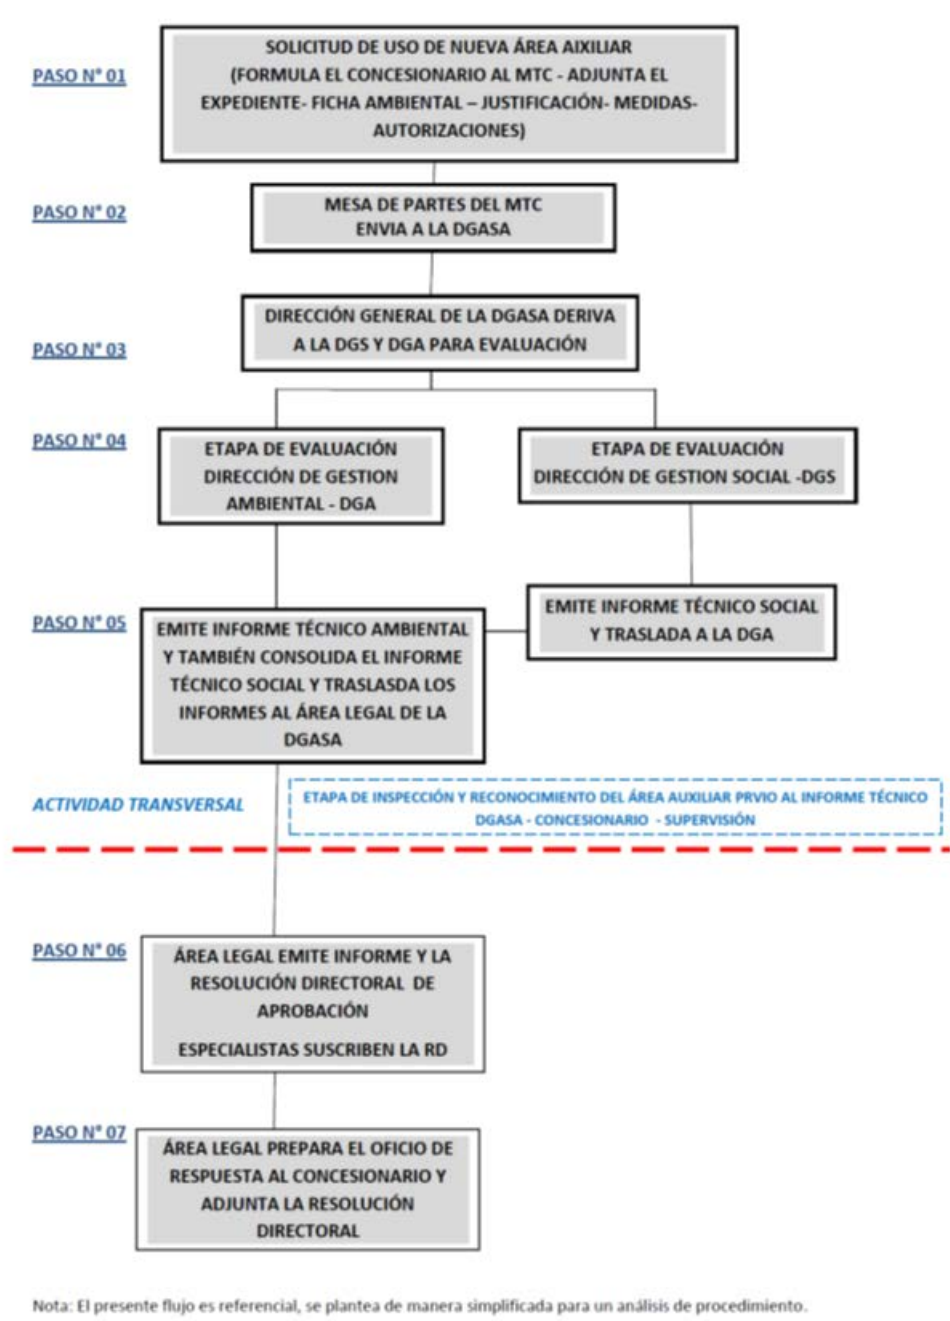 PASO N° 01
SOLICITUD DE USO DE NUEVA ÁREA AIXILIAR
(FORMULA EL CONCESIONARIO AL MTC - ADJUNTA EL
EXPEDIENTE- FICHA AMBIENTAL – JUSTIFICACIÓN- MEDIDAS-
AUTORIZACIONES)
PASO N° 02
MESA DE PARTES DEL MTC
ENVIA A LA DGASA
PASO N° 03
DIRECCIÓN GENERAL DE LA DGASA DERIVA
A LA DGS Y DGA PARA EVALUACIÓN
PASO N° 04
ETAPA DE EVALUACIÓN
DIRECCIÓN DE GESTION
AMBIENTAL - DGA
ETAPA DE EVALUACIÓN
DIRECCIÓN DE GESTION SOCIAL -DGS
PASO N° 05
EMITE INFORME TÉCNICO AMBIENTAL
Y TAMBIÉN CONSOLIDA EL INFORME
TÉCNICO SOCIAL Y TRASLASDA LOS
INFORMES AL ÁREA LEGAL DE LA
DGASA
EMITE INFORME TÉCNICO SOCIAL
Y TRASLADA A LA DGA
ACTIVIDAD TRANSVERSAL
ETAPA DE INSPECCIÓN Y RECONOCIMIENTO DEL ÁREA AUXILIAR PRVIO AL INFORME TÉCNICO
DGASA - CONCESIONARIO - SUPERVISIÓN
PASO N° 06
ÁREA LEGAL EMITE INFORME Y LA
RESOLUCIÓN DIRECTORAL DE
APROBACIÓN
ESPECIALISTAS SUSCRIBEN LA RD
PASO N° 07
ÁREA LEGAL PREPARA EL OFICIO DE
RESPUESTA AL CONCESIONARIO Y
ADJUNTA LA RESOLUCIÓN
DIRECTORAL
Nota: El presente flujo es referencial, se plantea de manera simplificada para un análisis de procedimiento.